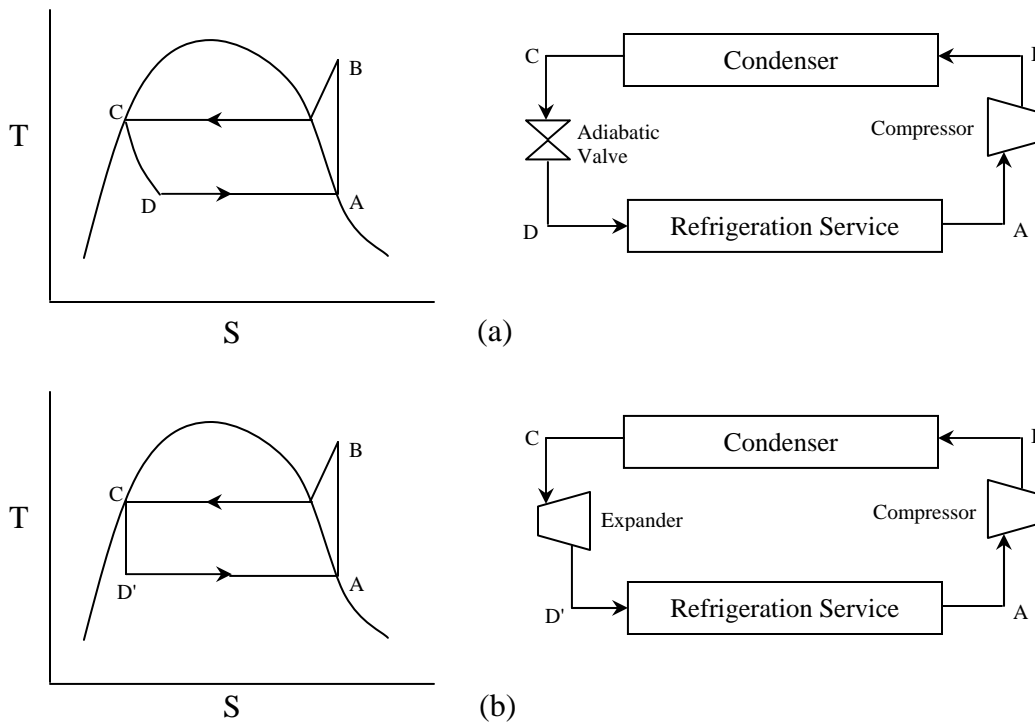 B
C
T
D
A
S
C
Condenser
Adiabatic
Valve
Compressor
D
Refrigeration Service
A
(a)
B
C
T
D'
A
S
C
Condenser
Expander
Compressor
D'
Refrigeration Service
A
(b)